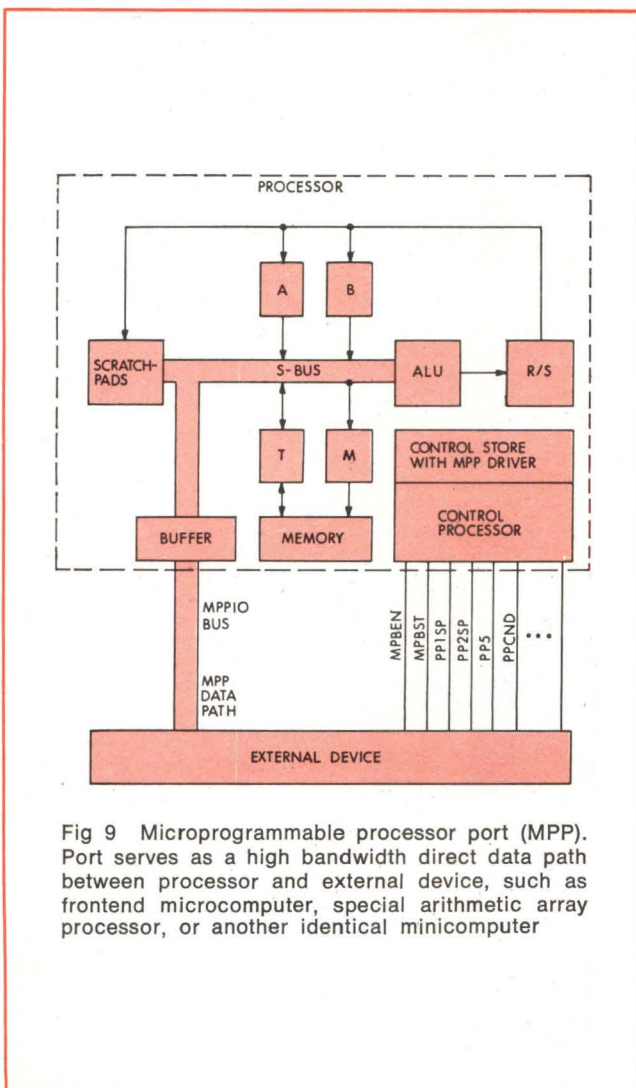 PROCESSOR
A
B
SCRATCH-
PADS
S-BUS
ALU
R/S
T
M
CONTROL STORE
WITH MPP DRIVER
BUFFER
MEMORY
CONTROL
PROCESSOR
MPPIO
BUS
MPP
DATA
PATH
MPBEN
MPBST
PP1SP
PP2SP
PP5
PPCND
•••
EXTERNAL DEVICE
Fig 9 Microprogrammable processor port (MPP).
Port serves as a high bandwidth direct data path
between processor and external device, such as
frontend microcomputer, special arithmetic array
processor, or another identical minicomputer